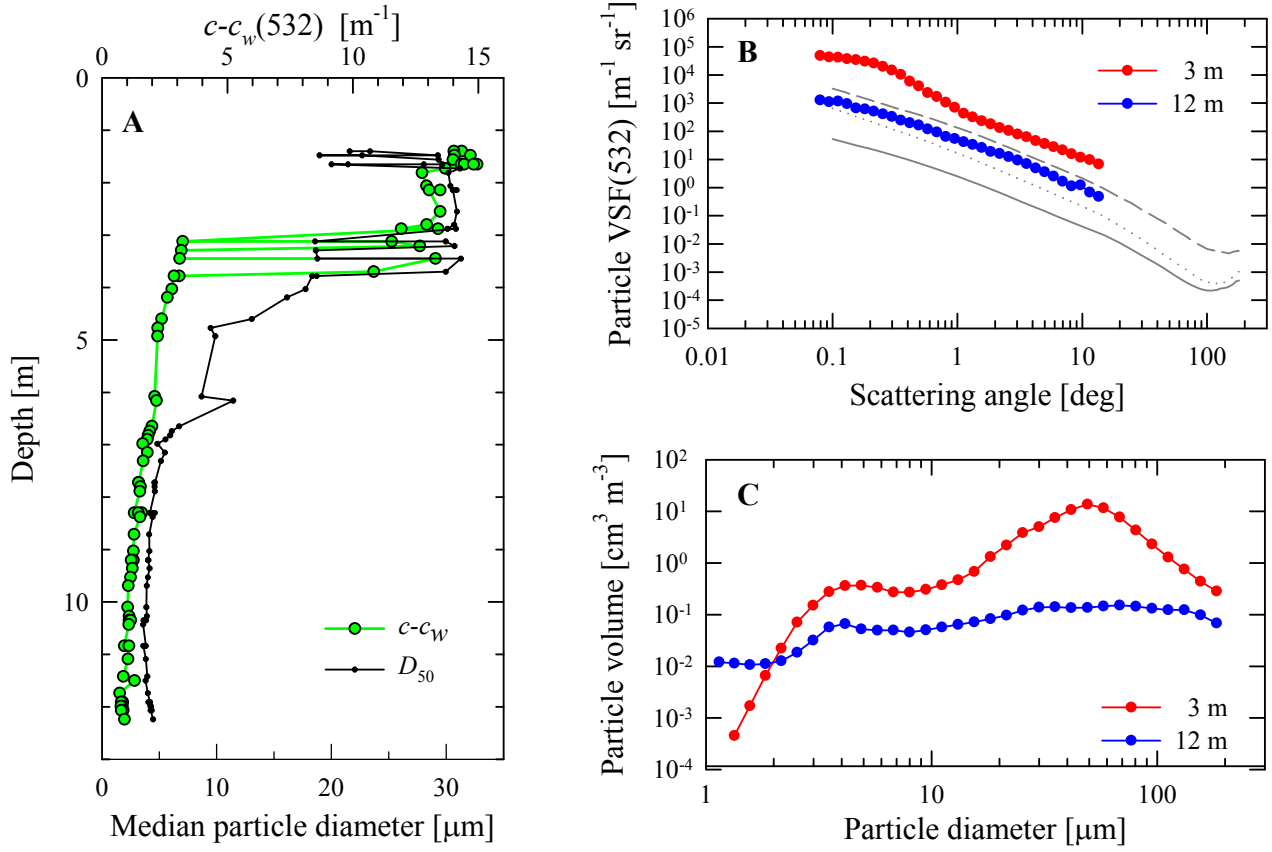 c-c_w(532) [m⁻¹]
0 5 10 15
0
5
10
Depth [m]
A
c-c_w
D₅₀
0 10 20 30
Median particle diameter [μm]
Particle VSF(532) [m⁻¹ sr⁻¹]
10⁶
10⁵
10⁴
10³
10²
10¹
10⁰
10⁻¹
10⁻²
10⁻³
10⁻⁴
10⁻⁵
B
3 m
12 m
0.01 0.1 1 10 100
Scattering angle [deg]
Particle volume [cm³ m⁻³]
10²
10¹
10⁰
10⁻¹
10⁻²
10⁻³
10⁻⁴
C
3 m
12 m
1 10 100
Particle diameter [μm]